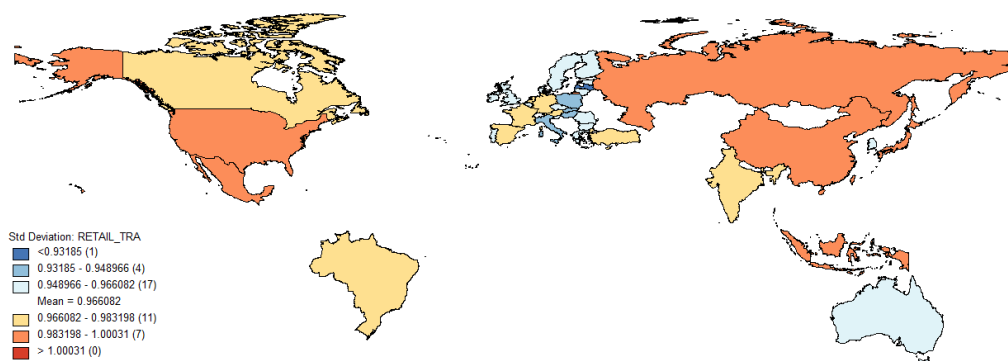 Std Deviation: RETAIL_TRA
<0.93185 (1)
0.93185 - 0.948966 (4)
0.948966 - 0.966082 (17)
Mean = 0.966082
0.966082 - 0.983198 (11)
0.983198 - 1.00031 (7)
> 1.00031 (0)